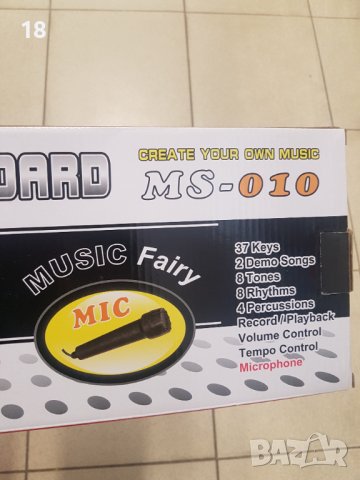 18
OARD
CREATE YOUR OWN MUSIC
MS-010
MUSIC Fairy
MIC
37 Keys
2 Demo Songs
8 Tones
8 Rhythms
4 Percussions
Record / Playback
Volume Control
Tempo Control
Microphone
BAZAR